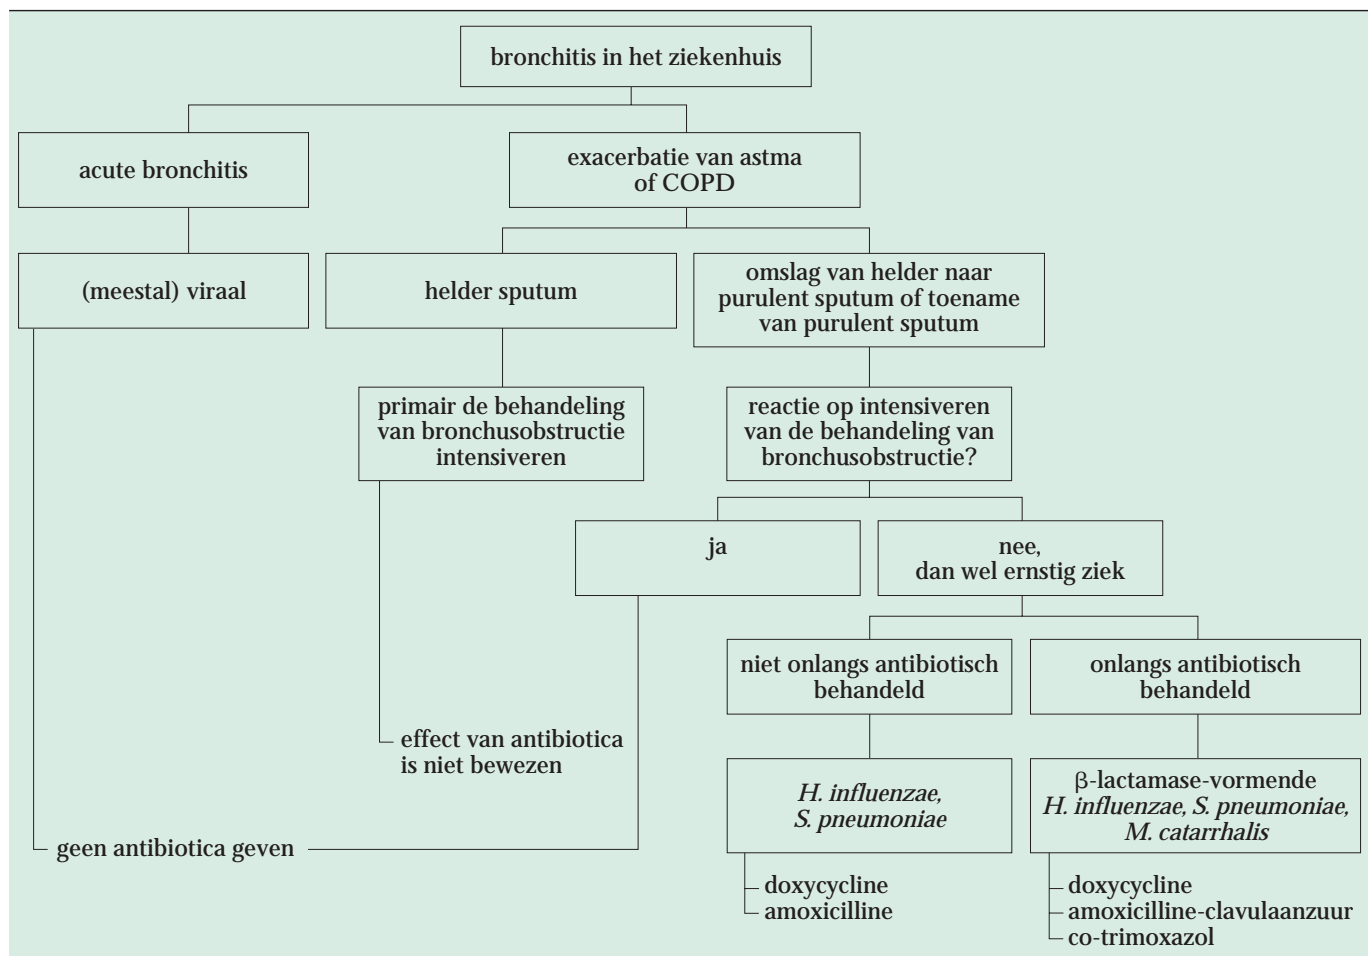 bronchitis in het ziekenhuis
acute bronchitis
exacerbatie van astma
of COPD
(meestal) viraal
helder sputum
omslag van helder naar
purulent sputum of toename
van purulent sputum
primair de behandeling
van bronchusobstructie
intensiveren
reactie op intensiveren
van de behandeling van
bronchusobstructie?
ja
nee,
dan wel ernstig ziek
niet onlangs antibiotisch
behandeld
onlangs antibiotisch
behandeld
effect van antibiotica
is niet bewezen
H. influenzae,
S. pneumoniae
β-lactamase-vormende
H. influenzae, S. pneumoniae,
M. catarrhalis
geen antibiotica geven
doxycycline
amoxicilline
doxycycline
amoxicilline-clavulaanzuur
co-trimoxazol